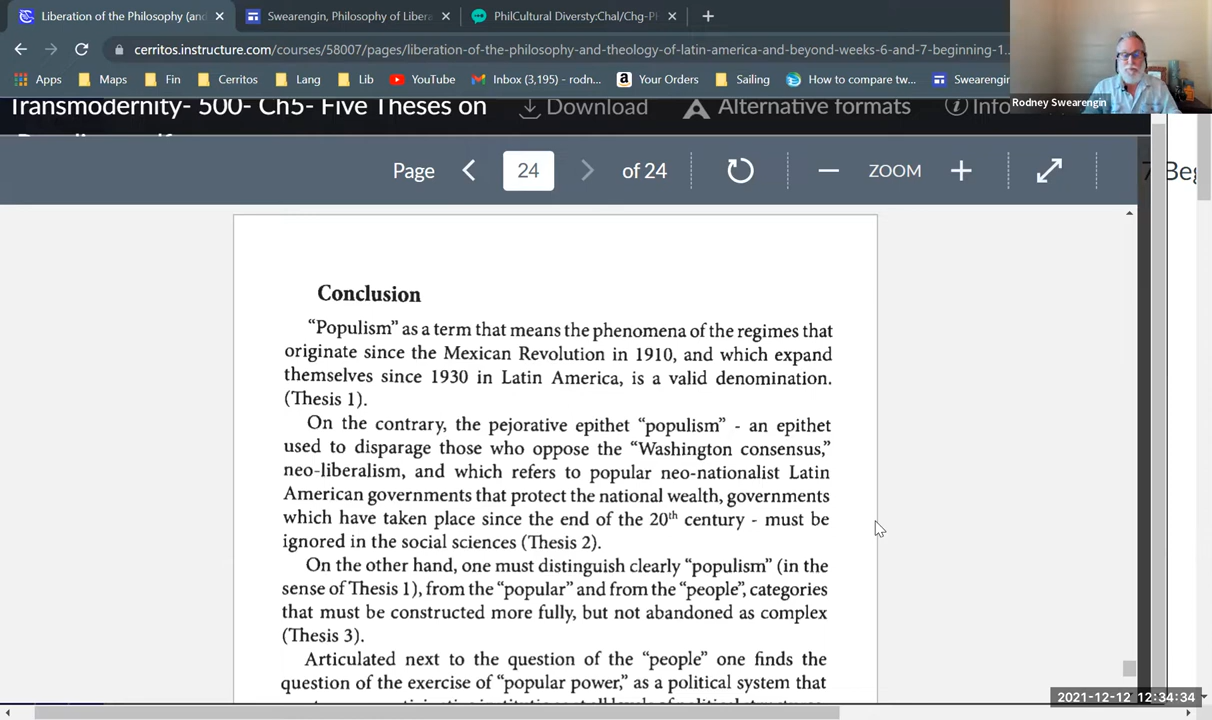 Liberation of the Philosophy (and
Swearengin, Philosophy of Libera
PhilCultural Diversty:Chal/Chg-P
cerritos.instructure.com/courses/58007/pages/liberation-of-the-philosophy-and-theology-of-latin-america-and-beyond-weeks-6-and-7-beginning-1...
Apps
Maps
Fin
Cerritos
Lang
Lib
YouTube
Inbox (3,195) - rodn...
Your Orders
Sailing
How to compare tw...
Swearengin
Rodney Swearengin
Transmodernity- 500- Ch5- Five Theses on
Download
Alternative formats
Info
Page
24
of 24
ZOOM
7 Beg
Conclusion
“Populism” as a term that means the phenomena of the regimes that
originate since the Mexican Revolution in 1910, and which expand
themselves since 1930 in Latin America, is a valid denomination.
(Thesis 1).
On the contrary, the pejorative epithet “populism” - an epithet
used to disparage those who oppose the “Washington consensus,”
neo-liberalism, and which refers to popular neo-nationalist Latin
American governments that protect the national wealth, governments
which have taken place since the end of the 20th century - must be
ignored in the social sciences (Thesis 2).
On the other hand, one must distinguish clearly “populism” (in the
sense of Thesis 1), from the “popular” and from the “people”, categories
that must be constructed more fully, but not abandoned as complex
(Thesis 3).
Articulated next to the question of the “people” one finds the
question of the exercise of “popular power,” as a political system that
2021-12-12 12:34:34